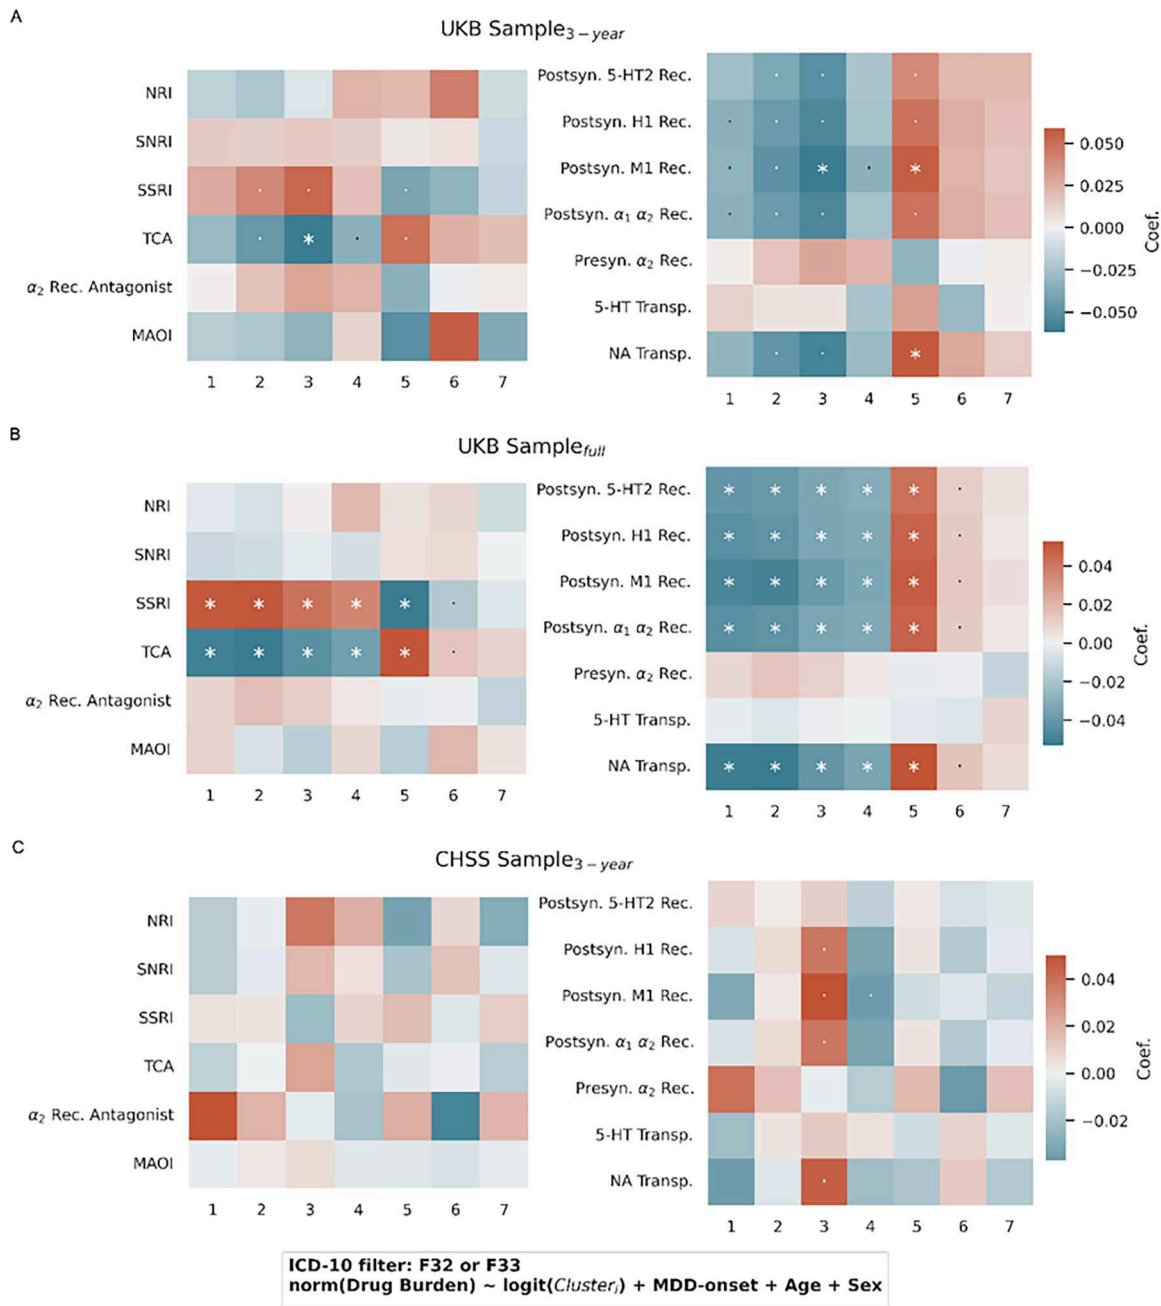 A
UKB Sample3−year
NRI
SNRI
SSRI
TCA
α2 Rec. Antagonist
MAOI
1 2 3 4 5 6 7
Postsyn. 5-HT2 Rec.
Postsyn. H1 Rec.
Postsyn. M1 Rec.
Postsyn. α1 α2 Rec.
Presyn. α2 Rec.
5-HT Transp.
NA Transp.
1 2 3 4 5 6 7
0.050
0.025
0.000
−0.025
−0.050
Coef.
B
UKB Samplefull
NRI
SNRI
SSRI
TCA
α2 Rec. Antagonist
MAOI
1 2 3 4 5 6 7
Postsyn. 5-HT2 Rec.
Postsyn. H1 Rec.
Postsyn. M1 Rec.
Postsyn. α1 α2 Rec.
Presyn. α2 Rec.
5-HT Transp.
NA Transp.
1 2 3 4 5 6 7
0.04
0.02
0.00
−0.02
−0.04
Coef.
C
CHSS Sample3−year
NRI
SNRI
SSRI
TCA
α2 Rec. Antagonist
MAOI
1 2 3 4 5 6 7
Postsyn. 5-HT2 Rec.
Postsyn. H1 Rec.
Postsyn. M1 Rec.
Postsyn. α1 α2 Rec.
Presyn. α2 Rec.
5-HT Transp.
NA Transp.
1 2 3 4 5 6 7
0.04
0.02
0.00
−0.02
Coef.
ICD-10 filter: F32 or F33
norm(Drug Burden) ~ logit(Clusteri) + MDD-onset + Age + Sex